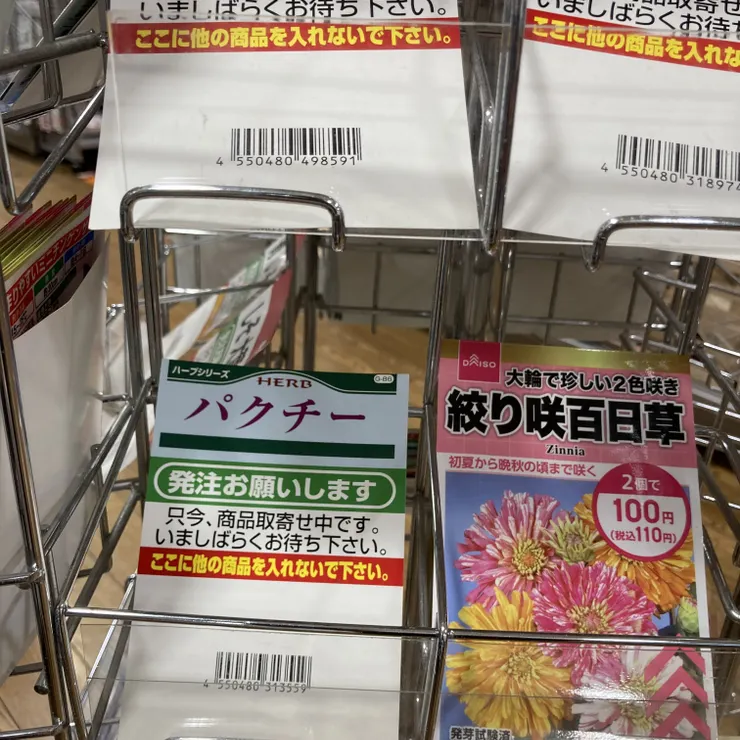 いましばらくお待ち下さい。
ここに他の商品を入れないで下さい。
4 550480 498591
いましばらくお待ち下さ
ここに他の商品を入れな
4 550480 318974
ハーブシリーズ
HERB
G-86
パクチー
発注お願いします
只今、商品取寄せ中です。
いましばらくお待ち下さい。
ここに他の商品を入れないで下さい。
4 550480 313559
DAISO
大輪で珍しい2色咲き
絞り咲百日草
Zinnia
初夏から晩秋の頃まで咲く
2個で
100円
(税込110円)
発芽試験済